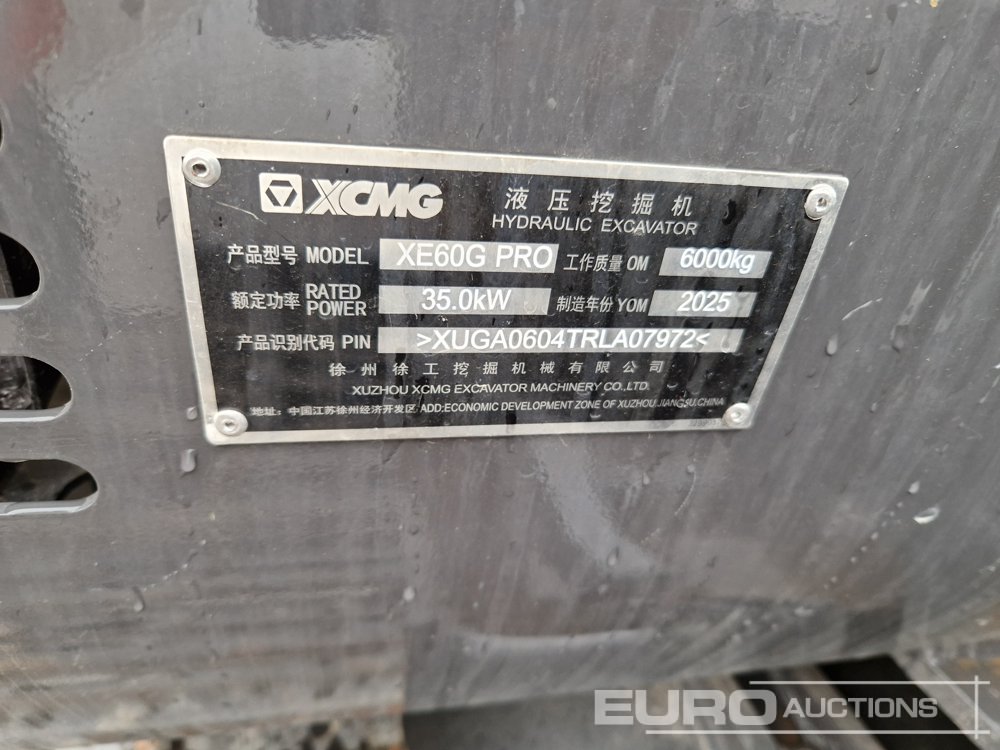 XCMG 液压挖掘机
HYDRAULIC EXCAVATOR
产品型号 MODEL XE60G PRO 工作质量 OM 6000kg
额定功率 RATED POWER 35.0kW 制造年份 YOM 2025
产品识别代码 PIN >XUGA0604TRLA07972<
徐州徐工挖掘机械有限公司
XUZHOU XCMG EXCAVATOR MACHINERY CO.,LTD.
地址: 中国江苏徐州经济开发区 ADD:ECONOMIC DEVELOPMENT ZONE OF XUZHOU.JIANGSU,CHINA
EURO AUCTIONS